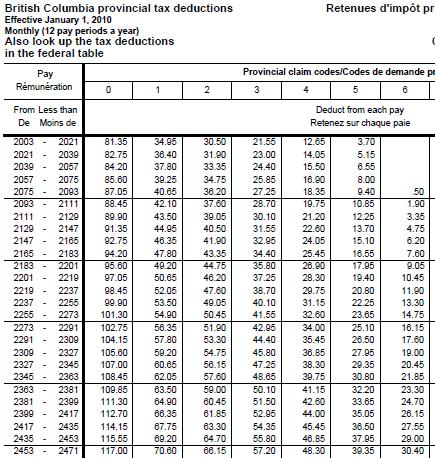 British Columbia provincial tax deductions Retenues d'impôt
Effective January 1, 2010
Monthly (12 pay periods a year)
Also look up the tax deductions
in the federal table
Pay Provincial claim codes/Codes de demande
Rémunération 0 1 2 3 4 5 6
From Less than Deduct from each pay
De Moins de Retenez sur chaque paie
2003 - 2021 81.35 34.95 30.50 21.55 12.65 3.70
2021 - 2039 82.75 36.40 31.90 23.00 14.05 5.15
2039 - 2057 84.20 37.80 33.35 24.40 15.50 6.55
2057 - 2075 85.60 39.25 34.75 25.85 16.90 8.00
2075 - 2093 87.05 40.65 36.20 27.25 18.35 9.40 .50
2093 - 2111 88.45 42.10 37.60 28.70 19.75 10.85 1.90
2111 - 2129 89.90 43.50 39.05 30.10 21.20 12.25 3.35
2129 - 2147 91.35 44.95 40.50 31.55 22.60 13.70 4.75
2147 - 2165 92.75 46.35 41.90 32.95 24.05 15.10 6.20
2165 - 2183 94.20 47.80 43.35 34.40 25.45 16.55 7.60
2183 - 2201 95.60 49.20 44.75 35.80 26.90 17.95 9.05
2201 - 2219 97.05 50.65 46.20 37.25 28.30 19.40 10.45
2219 - 2237 98.45 52.05 47.60 38.70 29.75 20.80 11.90
2237 - 2255 99.90 53.50 49.05 40.10 31.15 22.25 13.30
2255 - 2273 101.30 54.90 50.45 41.55 32.60 23.65 14.75
2273 - 2291 102.75 56.35 51.90 42.95 34.00 25.10 16.15
2291 - 2309 104.15 57.80 53.30 44.40 35.45 26.50 17.60
2309 - 2327 105.60 59.20 54.75 45.80 36.85 27.95 19.00
2327 - 2345 107.00 60.65 56.15 47.25 38.30 29.35 20.45
2345 - 2363 108.45 62.05 57.60 48.65 39.75 30.80 21.85
2363 - 2381 109.85 63.50 59.00 50.10 41.15 32.20 23.30
2381 - 2399 111.30 64.90 60.45 51.50 42.60 33.65 24.70
2399 - 2417 112.70 66.35 61.85 52.95 44.00 35.05 26.15
2417 - 2435 114.15 67.75 63.30 54.35 45.45 36.50 27.55
2435 - 2453 115.55 69.20 64.70 55.80 46.85 37.95 29.00
2453 - 2471 117.00 70.60 66.15 57.20 48.30 39.35 30.40